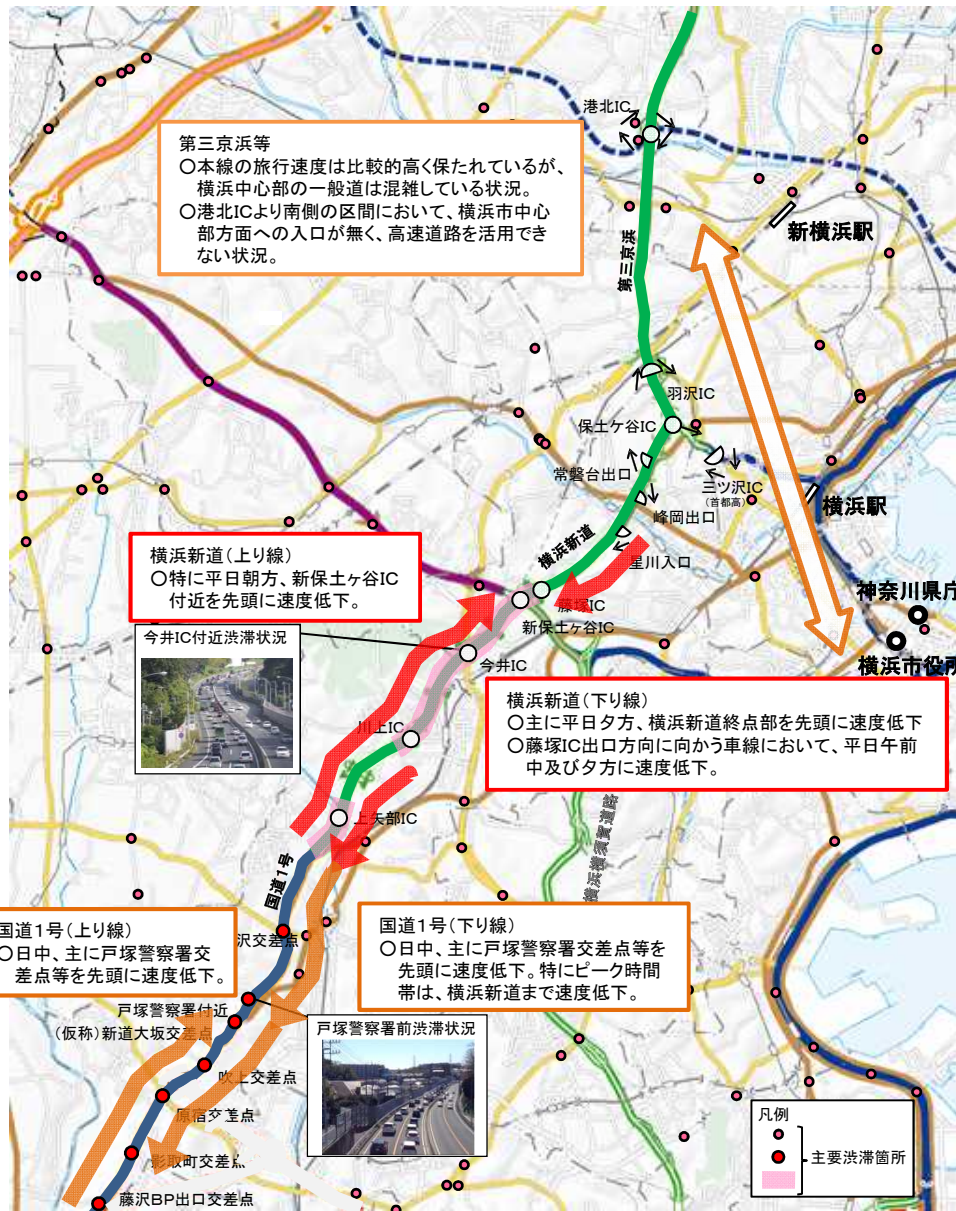 港北IC
第三京浜等
○本線の旅行速度は比較的高く保たれているが、
横浜中心部の一般道は混雑している状況。
○港北ICより南側の区間において、横浜市中心
部方面への入口が無く、高速道路を活用でき
ない状況。
新横浜駅
第三京浜
羽沢IC
保土ケ谷IC
常磐台出口
三ツ沢IC
(首都高)
横浜駅
峰岡出口
横浜新道
星川入口
横浜新道(上り線)
○特に平日朝方、新保土ヶ谷IC
付近を先頭に速度低下。
藤塚IC
新保土ヶ谷IC
神奈川県庁
横浜市役所
今井IC付近渋滞状況
今井IC
横浜新道(下り線)
○主に平日夕方、横浜新道終点部を先頭に速度低下
○藤塚IC出口方向に向かう車線において、平日午前
中及び夕方に速度低下。
川上IC
上矢部IC
横浜横須賀道路
国道1号
国道1号(上り線)
○日中、主に戸塚警察署交
差点等を先頭に速度低下。
沢交差点
国道1号(下り線)
○日中、主に戸塚警察署交差点等を
先頭に速度低下。特にピーク時間
帯は、横浜新道まで速度低下。
戸塚警察署付近
(仮称)新道大坂交差点
戸塚警察署前渋滞状況
吹上交差点
原宿交差点
影取町交差点
藤沢BP出口交差点
凡例
主要渋滞箇所